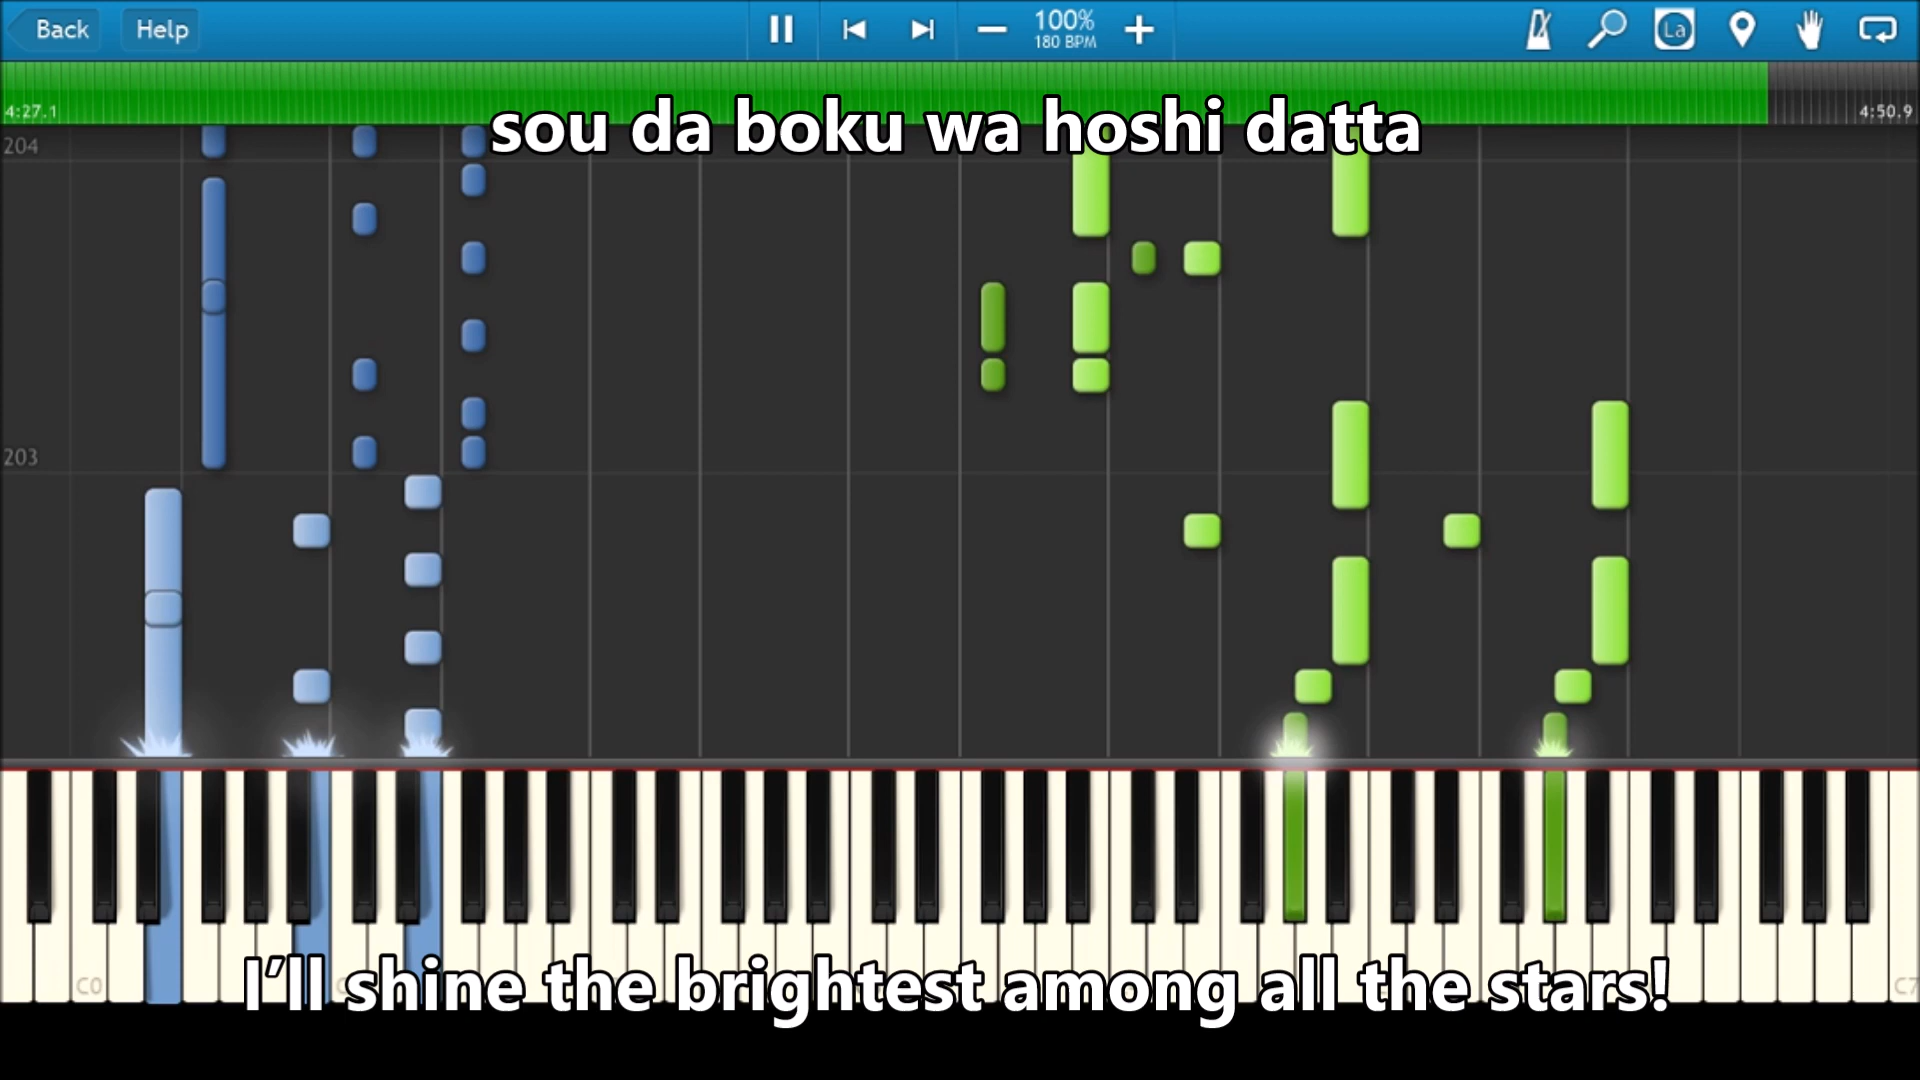 Back Help 100% La
180 BPM
4:27.1 4:50.9
sou da boku wa hoshi datta
204
203
C0 C7
I'll shine the brightest among all the stars!